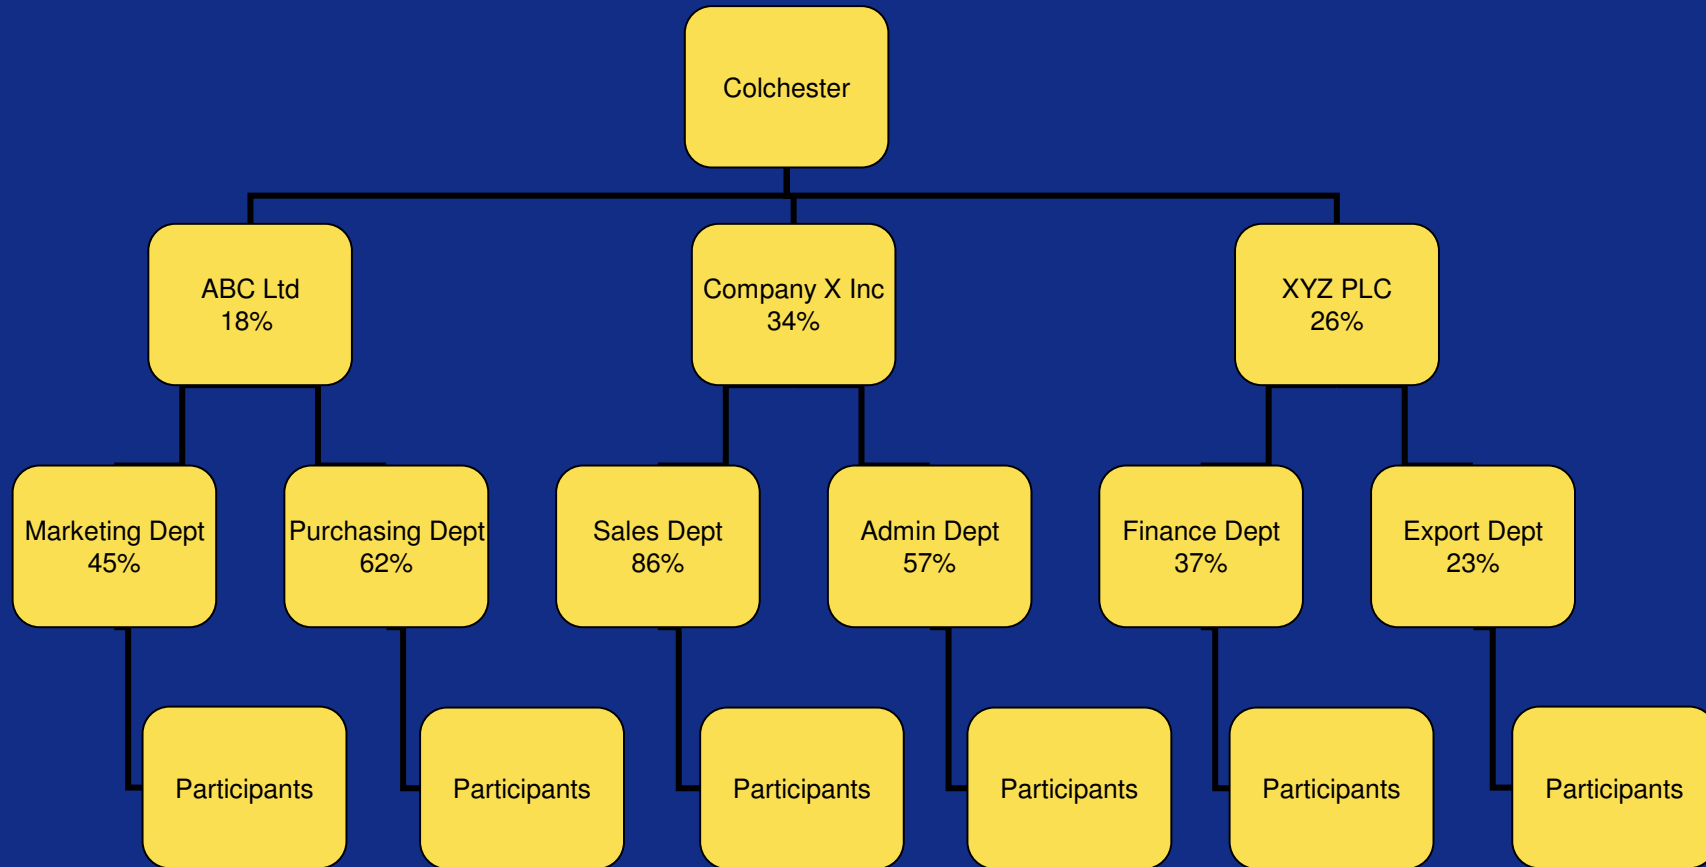 Colchester
ABC Ltd
18%
Company X Inc
34%
XYZ PLC
26%
Marketing Dept
45%
Purchasing Dept
62%
Sales Dept
86%
Admin Dept
57%
Finance Dept
37%
Export Dept
23%
Participants
Participants
Participants
Participants
Participants
Participants